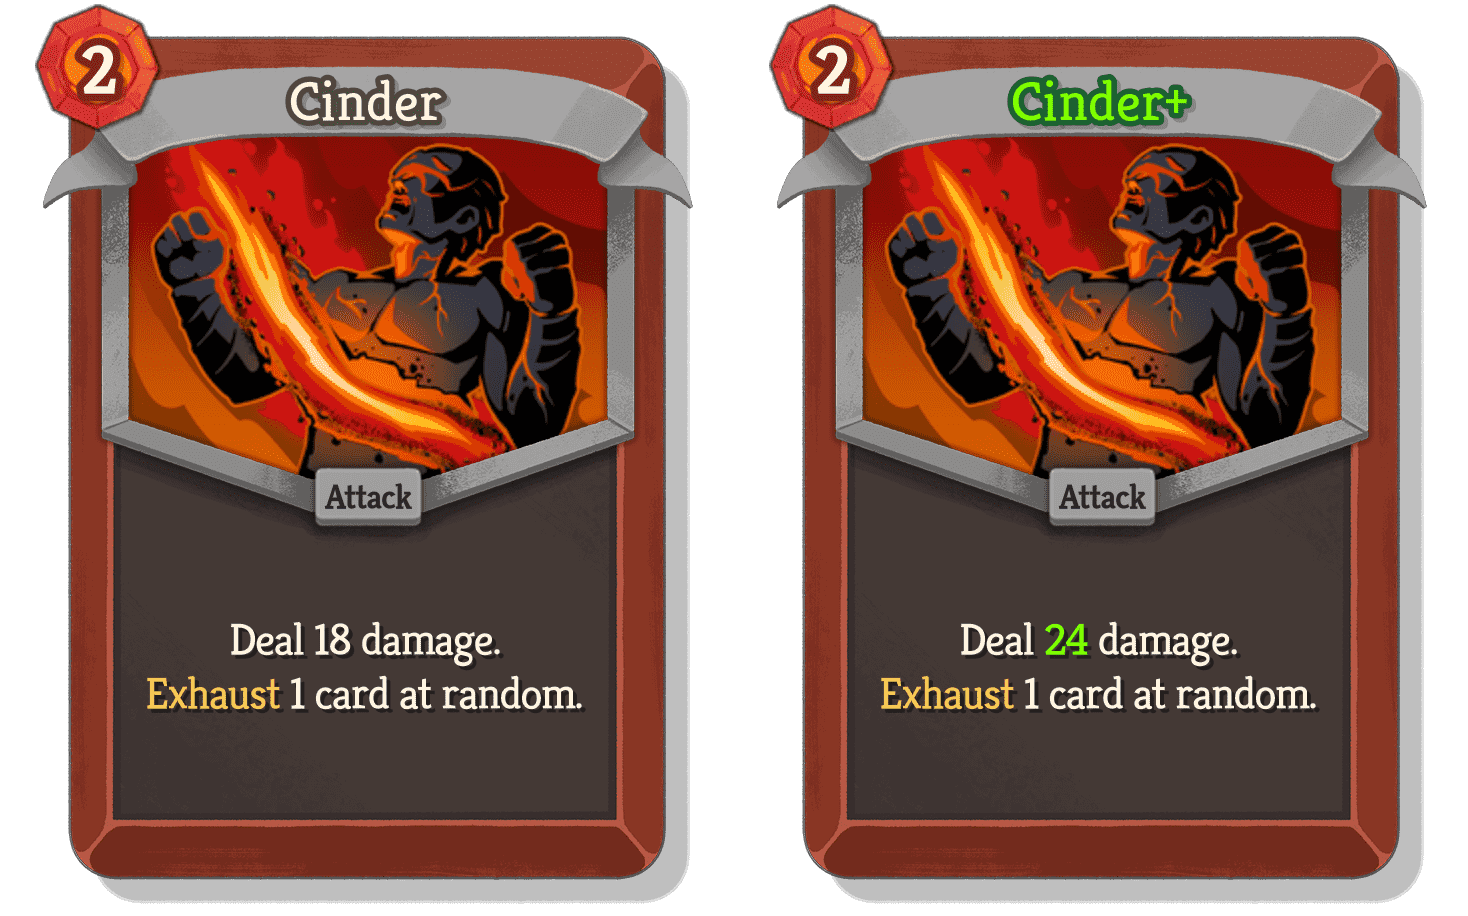 2
Cinder
Attack
Deal 18 damage.
Exhaust 1 card at random.
2
Cinder+
Attack
Deal 24 damage.
Exhaust 1 card at random.